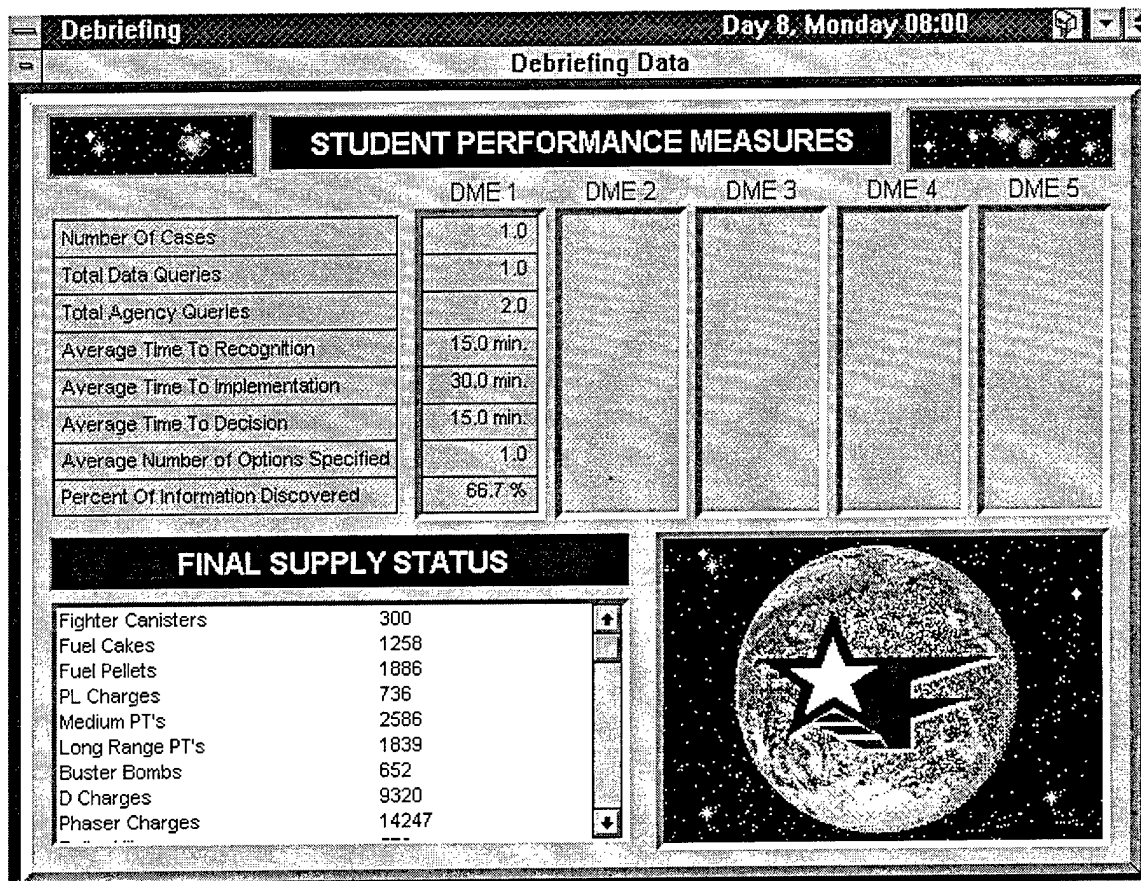 Debriefing Day 8, Monday 08:00
Debriefing Data
STUDENT PERFORMANCE MEASURES
DME 1 DME 2 DME 3 DME 4 DME 5
Number Of Cases 1.0
Total Data Queries 1.0
Total Agency Queries 2.0
Average Time To Recognition 15.0 min.
Average Time To Implementation 30.0 min.
Average Time To Decision 15.0 min.
Average Number of Options Specified 1.0
Percent Of Information Discovered 66.7 %
FINAL SUPPLY STATUS
Fighter Canisters 300
Fuel Cakes 1258
Fuel Pellets 1886
PL Charges 736
Medium PT's 2586
Long Range PT's 1839
Buster Bombs 652
D Charges 9320
Phaser Charges 14247